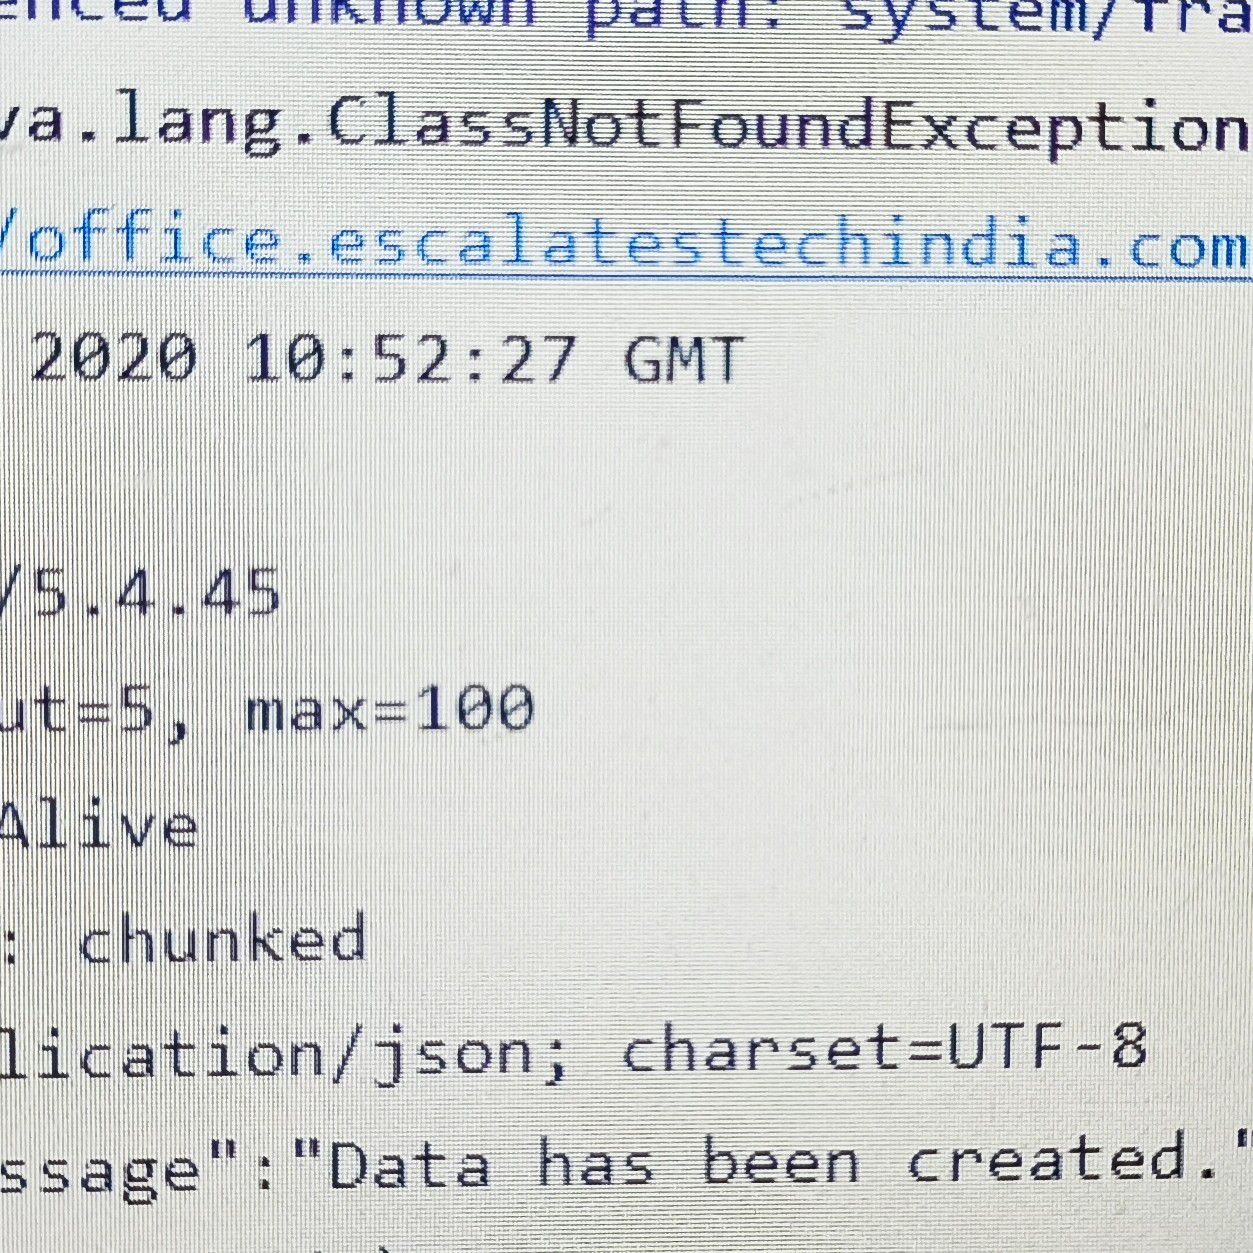 enced unknown path: system/fra
va.lang.ClassNotFoundException
/office.escalatestechindia.com
2020 10:52:27 GMT
/5.4.45
ut=5, max=100
Alive
: chunked
lication/json; charset=UTF-8
ssage":"Data has been created."